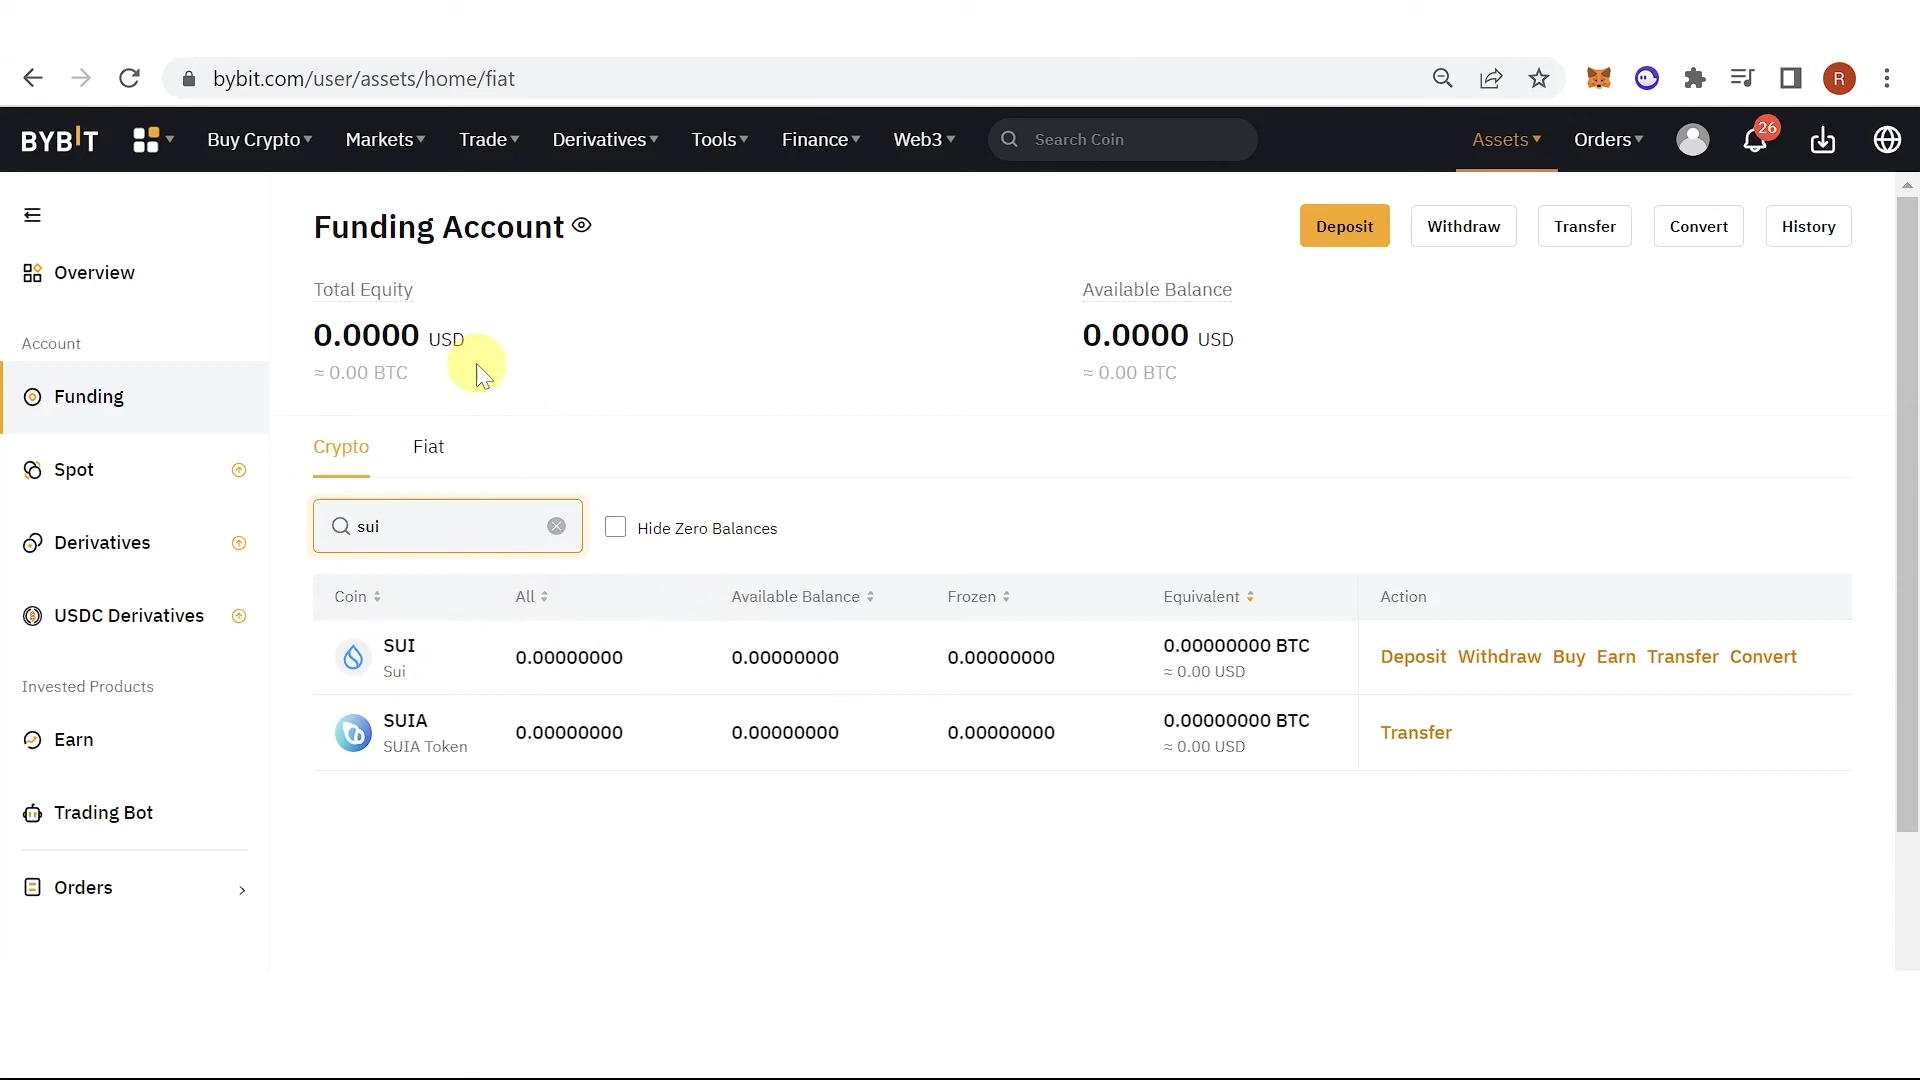 bybit.com/user/assets/home/fiat
R
BYBIT
Buy Crypto
Markets
Trade
Derivatives
Tools
Finance
Web3
Search Coin
Assets
Orders
26
Overview
Account
Funding
Spot
Derivatives
USDC Derivatives
Invested Products
Earn
Trading Bot
Orders
Funding Account
Deposit
Withdraw
Transfer
Convert
History
Total Equity
0.0000 USD
≈ 0.00 BTC
Available Balance
0.0000 USD
≈ 0.00 BTC
Crypto
Fiat
sui
Hide Zero Balances
Coin
All
Available Balance
Frozen
Equivalent
Action
SUI
Sui
0.00000000
0.00000000
0.00000000
0.00000000 BTC
≈ 0.00 USD
Deposit Withdraw Buy Earn Transfer Convert
SUIA
SUIA Token
0.00000000
0.00000000
0.00000000
0.00000000 BTC
≈ 0.00 USD
Transfer